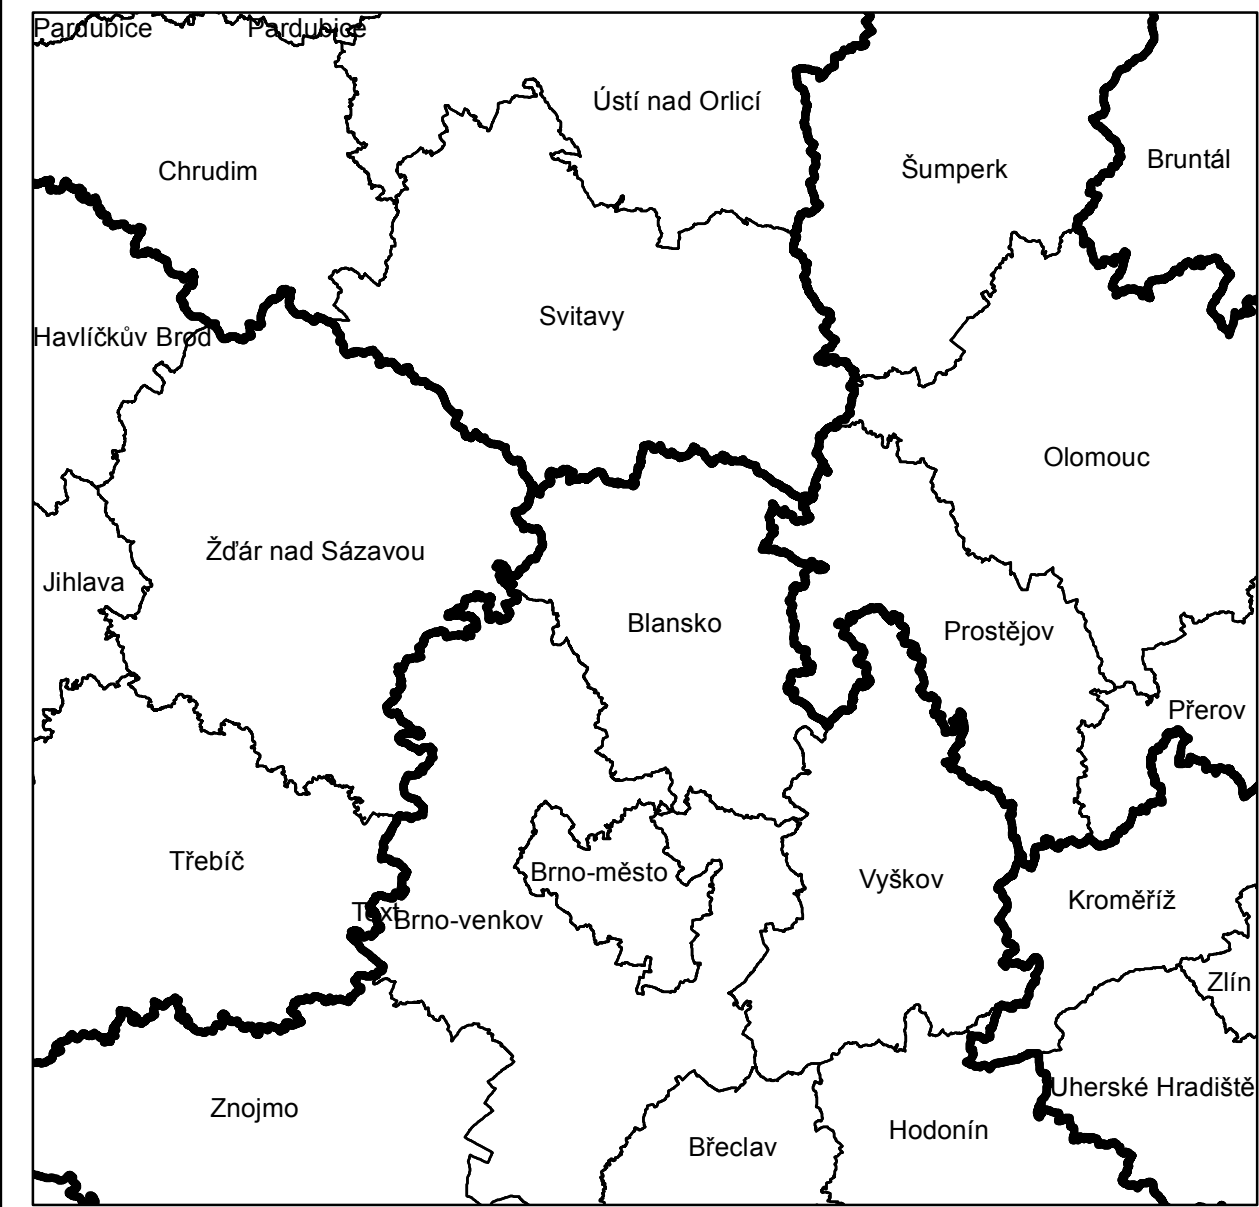 Pardubice
Pardubice
Ústí nad Orlicí
Bruntál
Šumperk
Chrudim
Svitavy
Havlíčkův Brod
Olomouc
Žďár nad Sázavou
Jihlava
Blansko
Prostějov
Přerov
Třebíč
Brno-město
Vyškov
Kroměříž
Text
Brno-venkov
Zlín
Uherské Hradiště
Znojmo
Hodonín
Břeclav